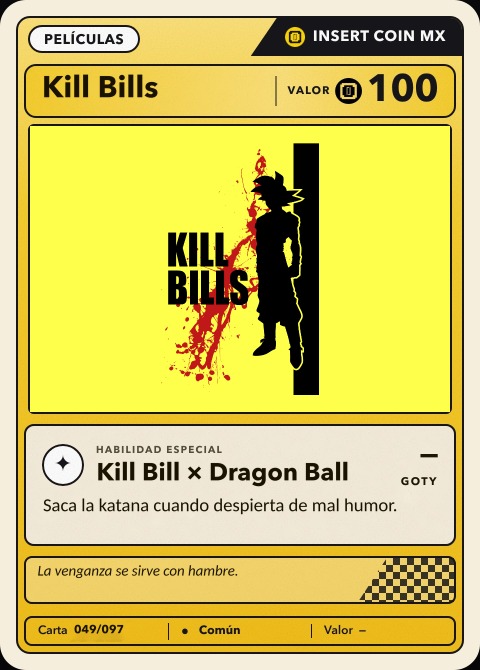 PELÍCULAS
INSERT COIN MX
Kill Bills
VALOR 100
KILL
BILLS
HABILIDAD ESPECIAL
Kill Bill × Dragon Ball
–
GOTY
Saca la katana cuando despierta de mal humor.
La venganza se sirve con hambre.
Carta 049/097 • Común Valor –